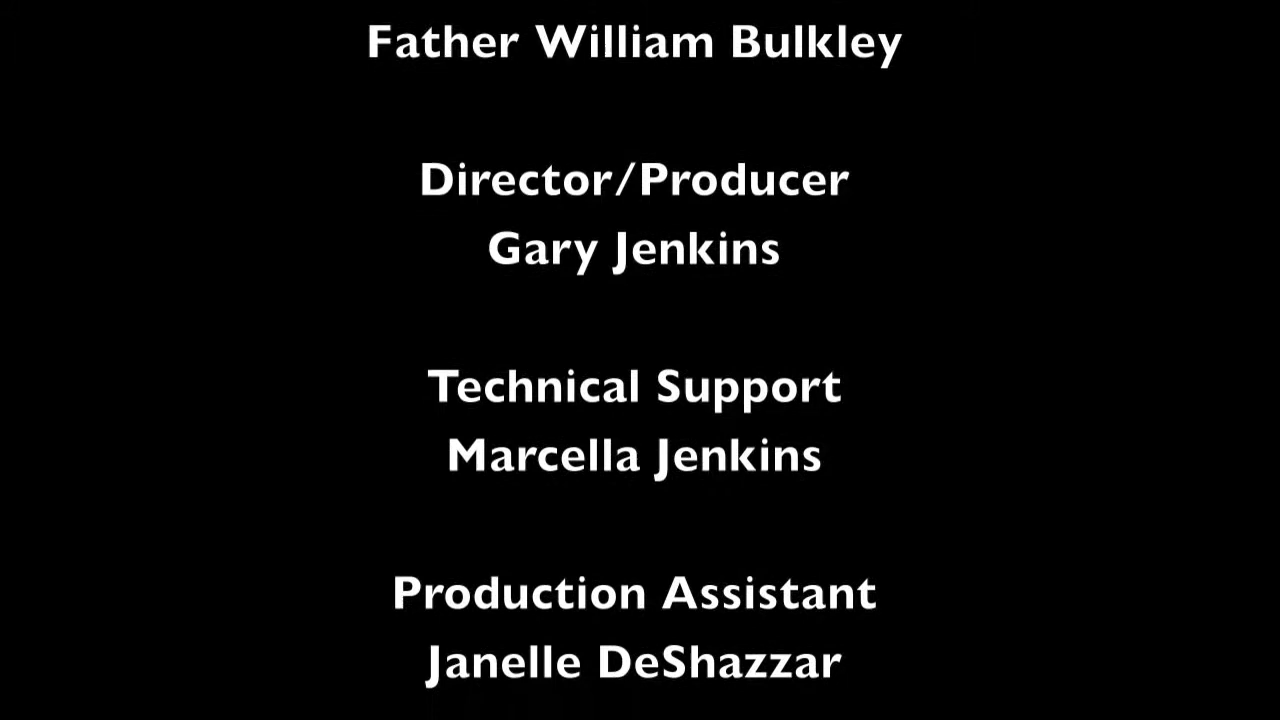 Father William Bulkley
Director/Producer
Gary Jenkins
Technical Support
Marcella Jenkins
Production Assistant
Janelle DeShazzar